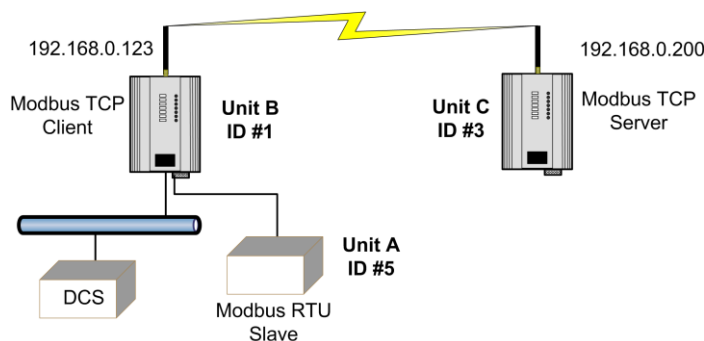 192.168.0.123
192.168.0.200
Modbus TCP
Client
Unit B
ID #1
Unit C
ID #3
Modbus TCP
Server
Unit A
ID #5
DCS
Modbus RTU
Slave